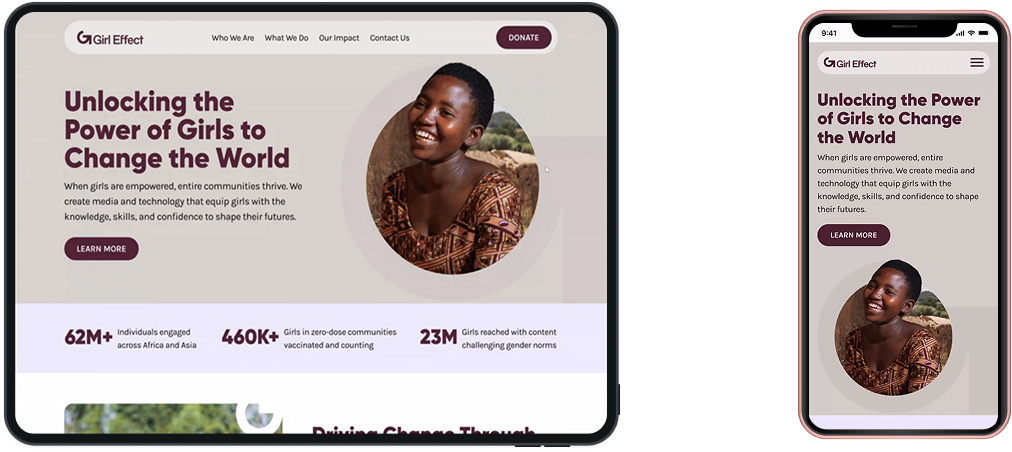 Girl Effect
Who We Are What We Do Our Impact Contact Us
DONATE
Unlocking the
Power of Girls to
Change the World
When girls are empowered, entire communities thrive. We
create media and technology that equip girls with the
knowledge, skills, and confidence to shape their futures.
LEARN MORE
62M+ Individuals engaged
across Africa and Asia
460K+ Girls in zero-dose communities
vaccinated and counting
23M Girls reached with content
challenging gender norms
Driving Change Through
9:41
Girl Effect
Unlocking the Power
of Girls to Change
the World
When girls are empowered, entire
communities thrive. We create media and
technology that equip girls with the
knowledge, skills, and confidence to shape
their futures.
LEARN MORE